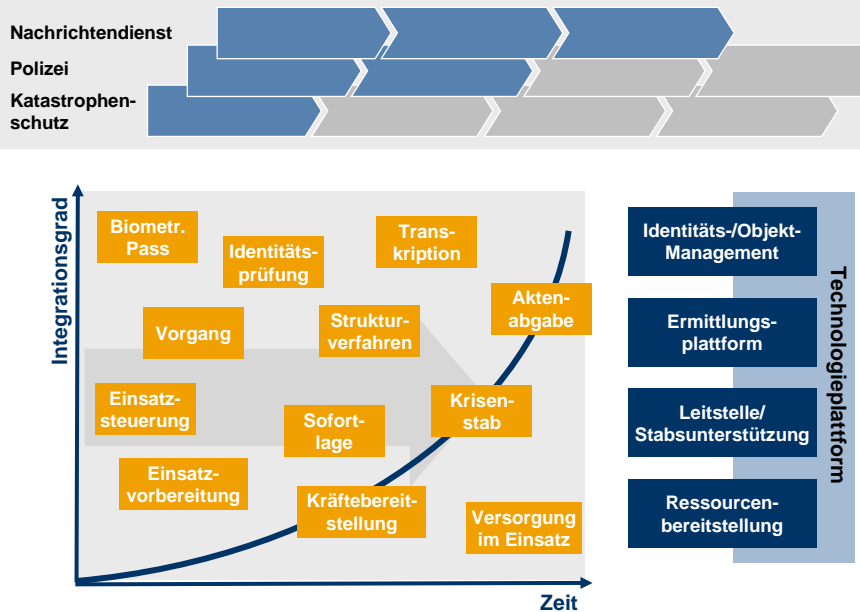 Nachrichtendienst
Polizei
Katastrophen-
schutz
Integrationsgrad
Biometr.
Pass
Identitäts-
prüfung
Trans-
kription
Akten-
abgabe
Vorgang
Struktur-
verfahren
Einsatz-
steuerung
Sofort-
lage
Krisen-
stab
Einsatz-
vorbereitung
Kräftebereit-
stellung
Versorgung
im Einsatz
Zeit
Identitäts-/Objekt-
Management
Ermittlungs-
plattform
Leitstelle/
Stabsunterstützung
Ressourcen-
bereitstellung
Technologieplattform